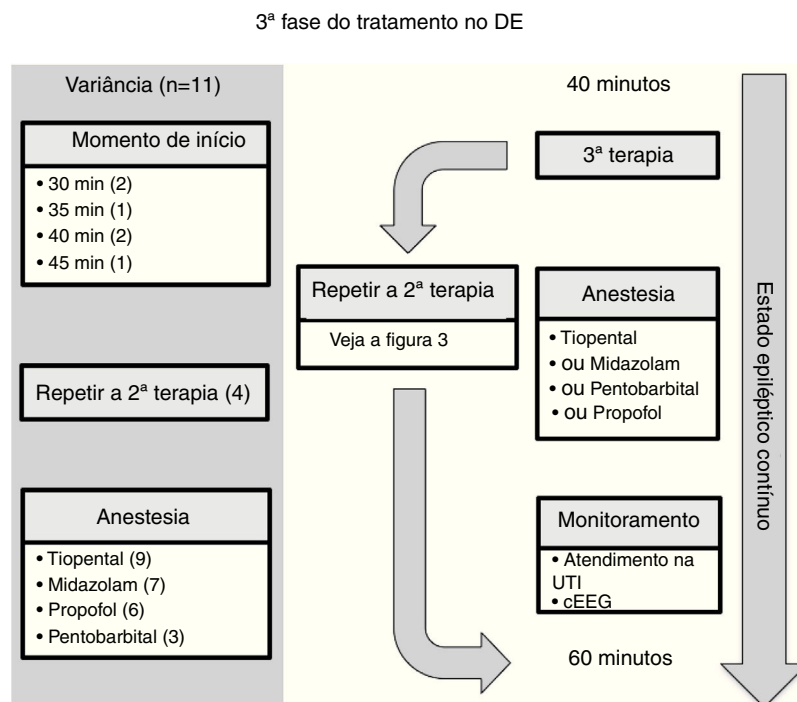 3ª fase do tratamento no DE
Variância (n=11)
Momento de início
• 30 min (2)
• 35 min (1)
• 40 min (2)
• 45 min (1)
Repetir a 2ª terapia (4)
Anestesia
• Tiopental (9)
• Midazolam (7)
• Propofol (6)
• Pentobarbital (3)
40 minutos
3ª terapia
Repetir a 2ª terapia
Veja a figura 3
Anestesia
• Tiopental
• ou Midazolam
• ou Pentobarbital
• ou Propofol
Monitoramento
• Atendimento na
UTI
• cEEG
60 minutos
Estado epiléptico contínuo